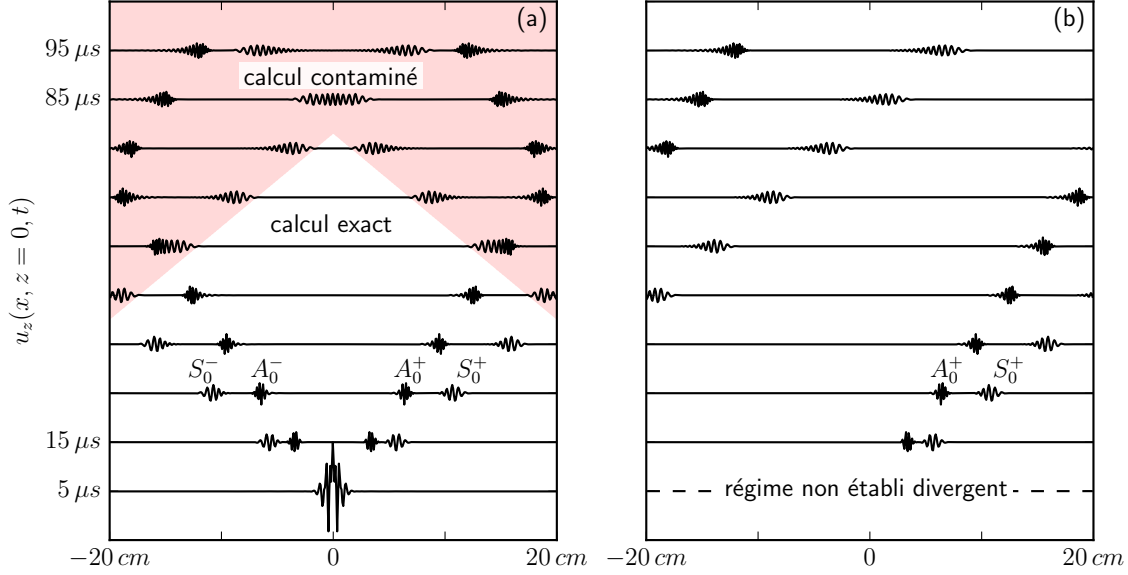 (a)
95 μs
calcul contaminé
85 μs
calcul exact
u_z(x, z = 0, t)
S_0^- A_0^- A_0^+ S_0^+
15 μs
5 μs
−20 cm 0 20 cm
(b)
A_0^+ S_0^+
régime non établi divergent
−20 cm 0 20 cm